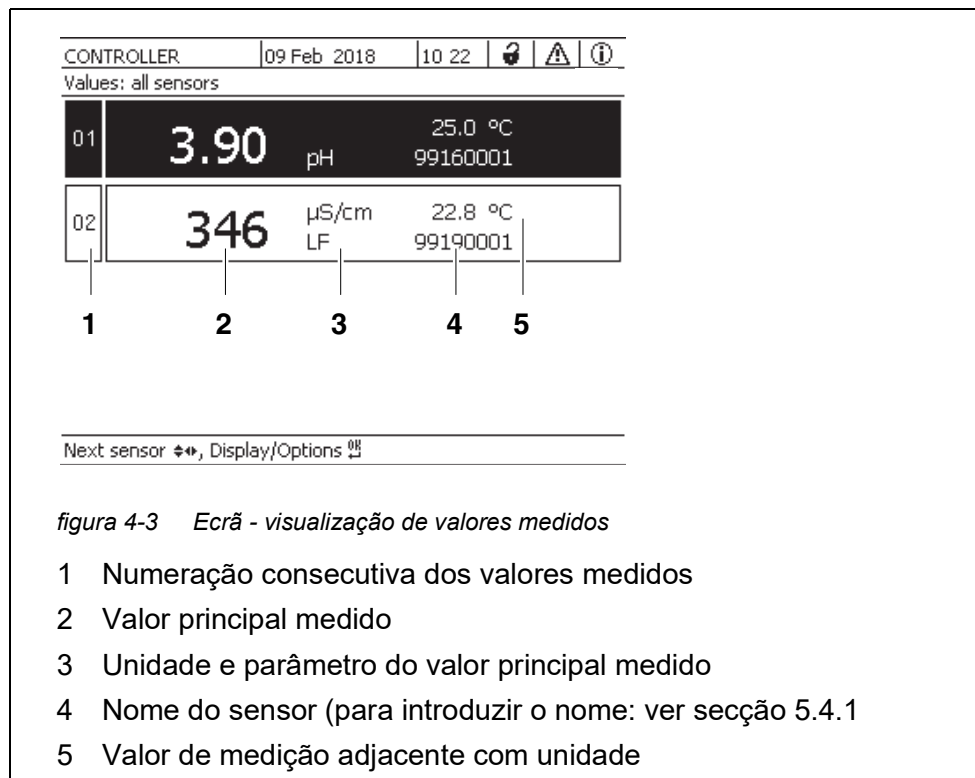 CONTROLLER 09 Feb 2018 10 22
Values: all sensors
01 3.90 pH 25.0 °C 99160001
02 346 µS/cm LF 22.8 °C 99190001
1 2 3 4 5
Next sensor, Display/Options OK
figura 4-3 Ecrã - visualização de valores medidos
1 Numeração consecutiva dos valores medidos
2 Valor principal medido
3 Unidade e parâmetro do valor principal medido
4 Nome do sensor (para introduzir o nome: ver secção 5.4.1
5 Valor de medição adjacente com unidade